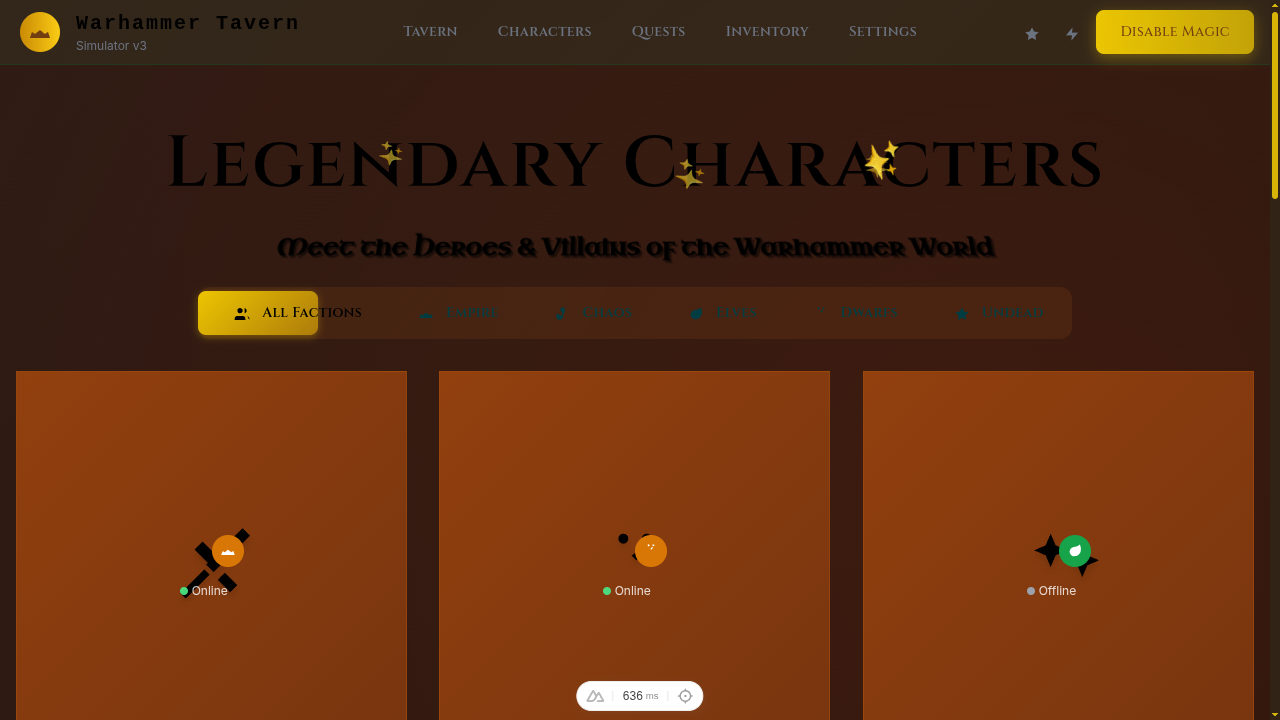 Warhammer Tavern
Simulator v3
Tavern
Characters
Quests
Inventory
Settings
Disable Magic
Legendary Characters
Meet the Heroes & Villains of the Warhammer World
All Factions
Empire
Chaos
Elves
Dwarfs
Undead
Online
Online
Offline
636 ms